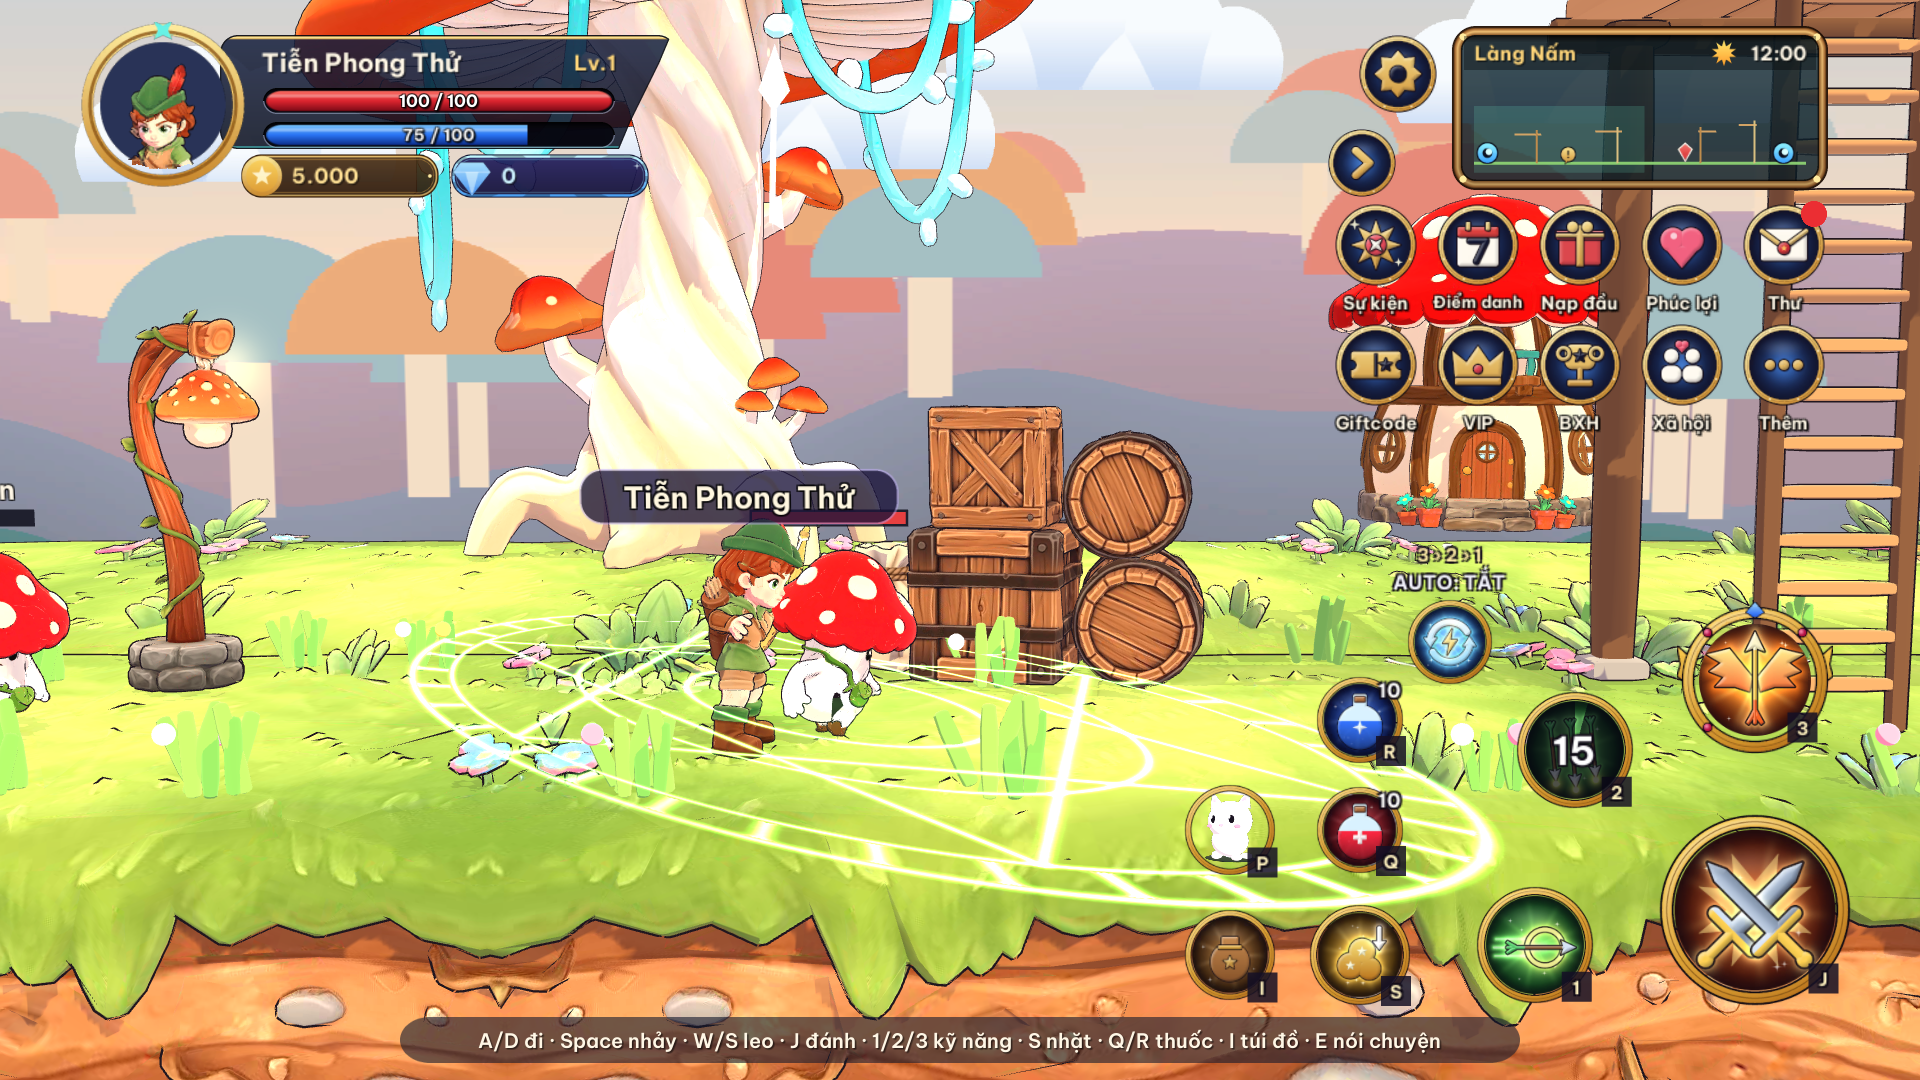 Tiễn Phong Thử
Lv.1
100 / 100
75 / 100
5.000
0
Làng Nấm
12:00
7
Sự kiện
Điểm danh
Nạp đầu
Phúc lợi
Thư
Giftcode
VIP
BXH
Xã hội
Thêm
n
Tiễn Phong Thử
3»2»1
AUTO: TẮT
10
R
15
2
3
P
10
Q
I
S
1
J
A/D đi · Space nhảy · W/S leo · J đánh · 1/2/3 kỹ năng · S nhặt · Q/R thuốc · I túi đồ · E nói chuyện